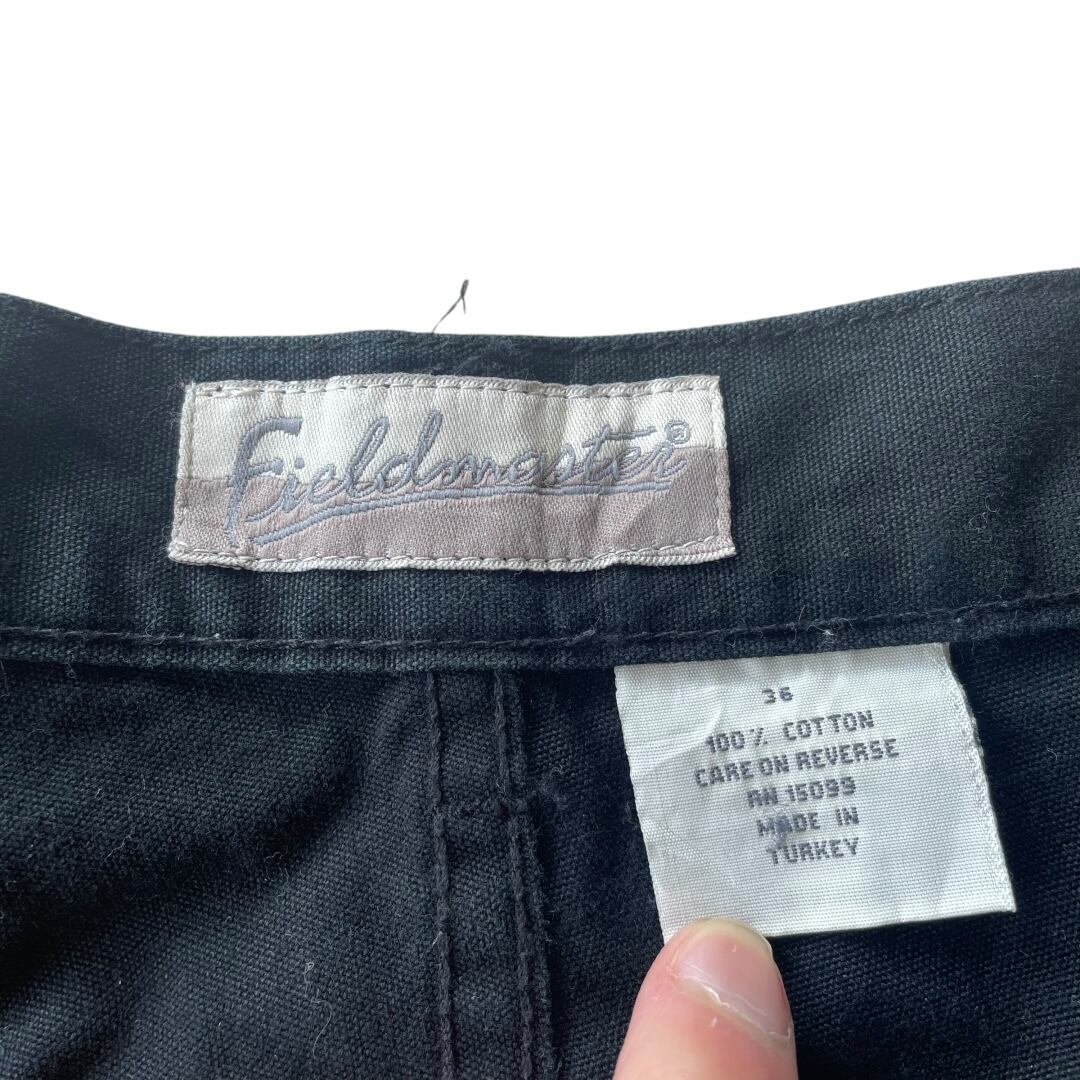 Fieldmaster®
36
100% COTTON
CARE ON REVERSE
RN 15099
MADE IN
TURKEY